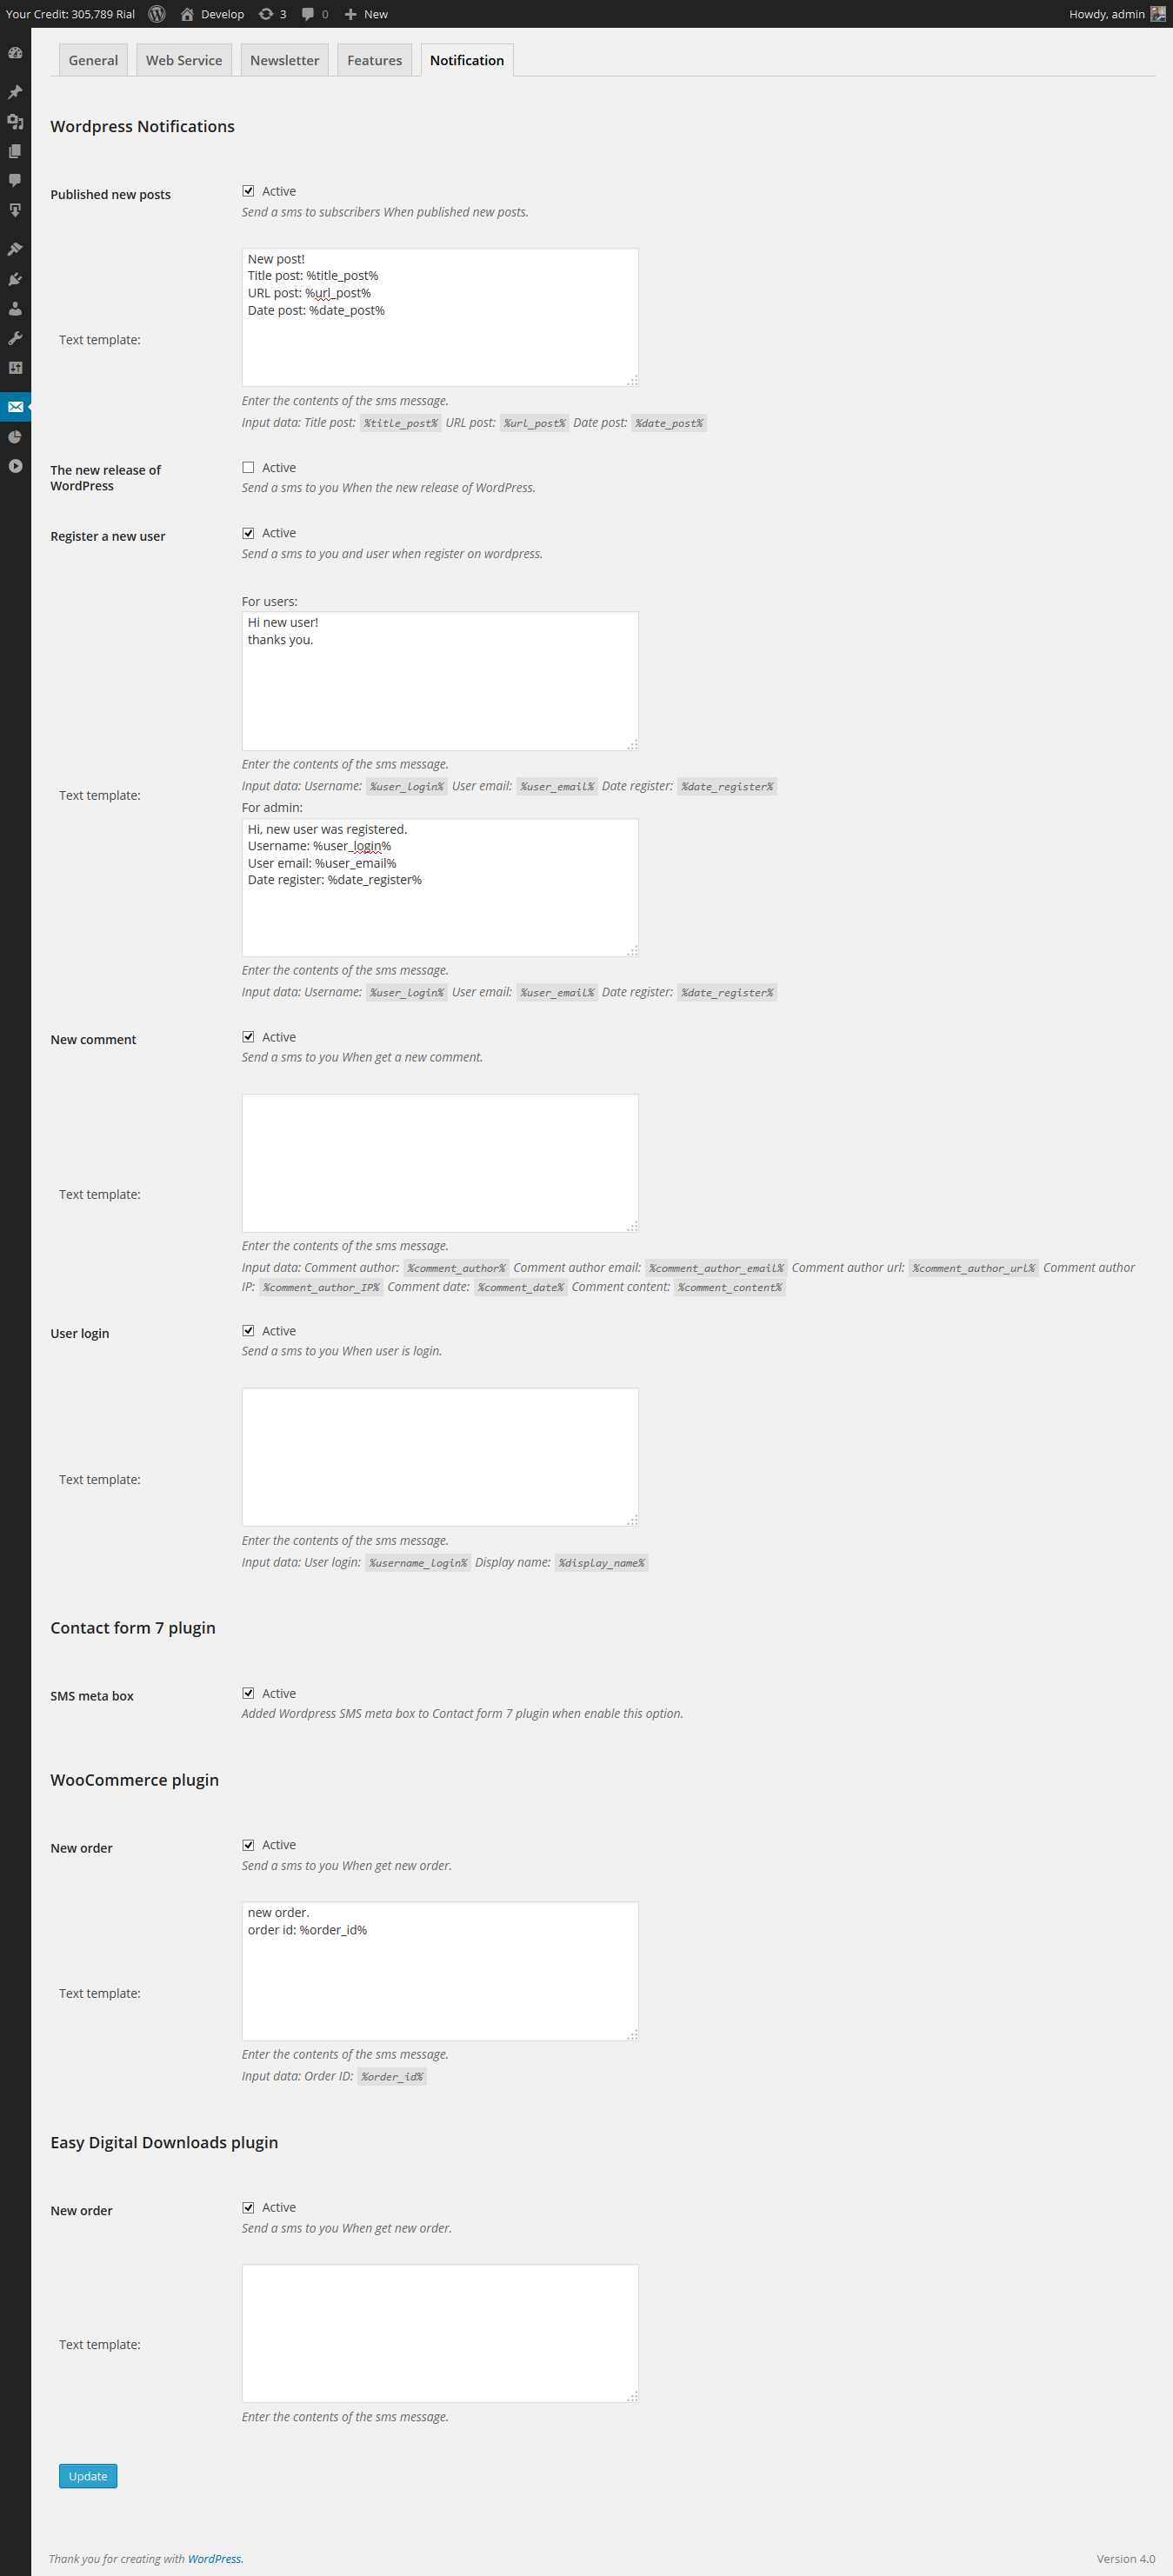 Your Credit: 305,789 Rial Develop 3 0 New Howdy, admin
General Web Service Newsletter Features Notification
Wordpress Notifications
Published new posts Active
Send a sms to subscribers When published new posts.
New post!
Title post: %title_post%
URL post: %url_post%
Date post: %date_post%
Text template:
Enter the contents of the sms message.
Input data: Title post: %title_post% URL post: %url_post% Date post: %date_post%
The new release of
WordPress
Active
Send a sms to you When the new release of WordPress.
Register a new user Active
Send a sms to you and user when register on wordpress.
For users:
Hi new user!
thanks you.
Enter the contents of the sms message.
Input data: Username: %user_login% User email: %user_email% Date register: %date_register%
Text template:
For admin:
Hi, new user was registered.
Username: %user_login%
User email: %user_email%
Date register: %date_register%
Enter the contents of the sms message.
Input data: Username: %user_login% User email: %user_email% Date register: %date_register%
New comment Active
Send a sms to you When get a new comment.
Text template:
Enter the contents of the sms message.
Input data: Comment author: %comment_author% Comment author email: %comment_author_email% Comment author url: %comment_author_url% Comment author
IP: %comment_author_IP% Comment date: %comment_date% Comment content: %comment_content%
User login Active
Send a sms to you When user is login.
Text template:
Enter the contents of the sms message.
Input data: User login: %username_login% Display name: %display_name%
Contact form 7 plugin
SMS meta box Active
Added Wordpress SMS meta box to Contact form 7 plugin when enable this option.
WooCommerce plugin
New order Active
Send a sms to you When get new order.
new order.
order id: %order_id%
Text template:
Enter the contents of the sms message.
Input data: Order ID: %order_id%
Easy Digital Downloads plugin
New order Active
Send a sms to you When get new order.
Text template:
Enter the contents of the sms message.
Update
Thank you for creating with WordPress. Version 4.0